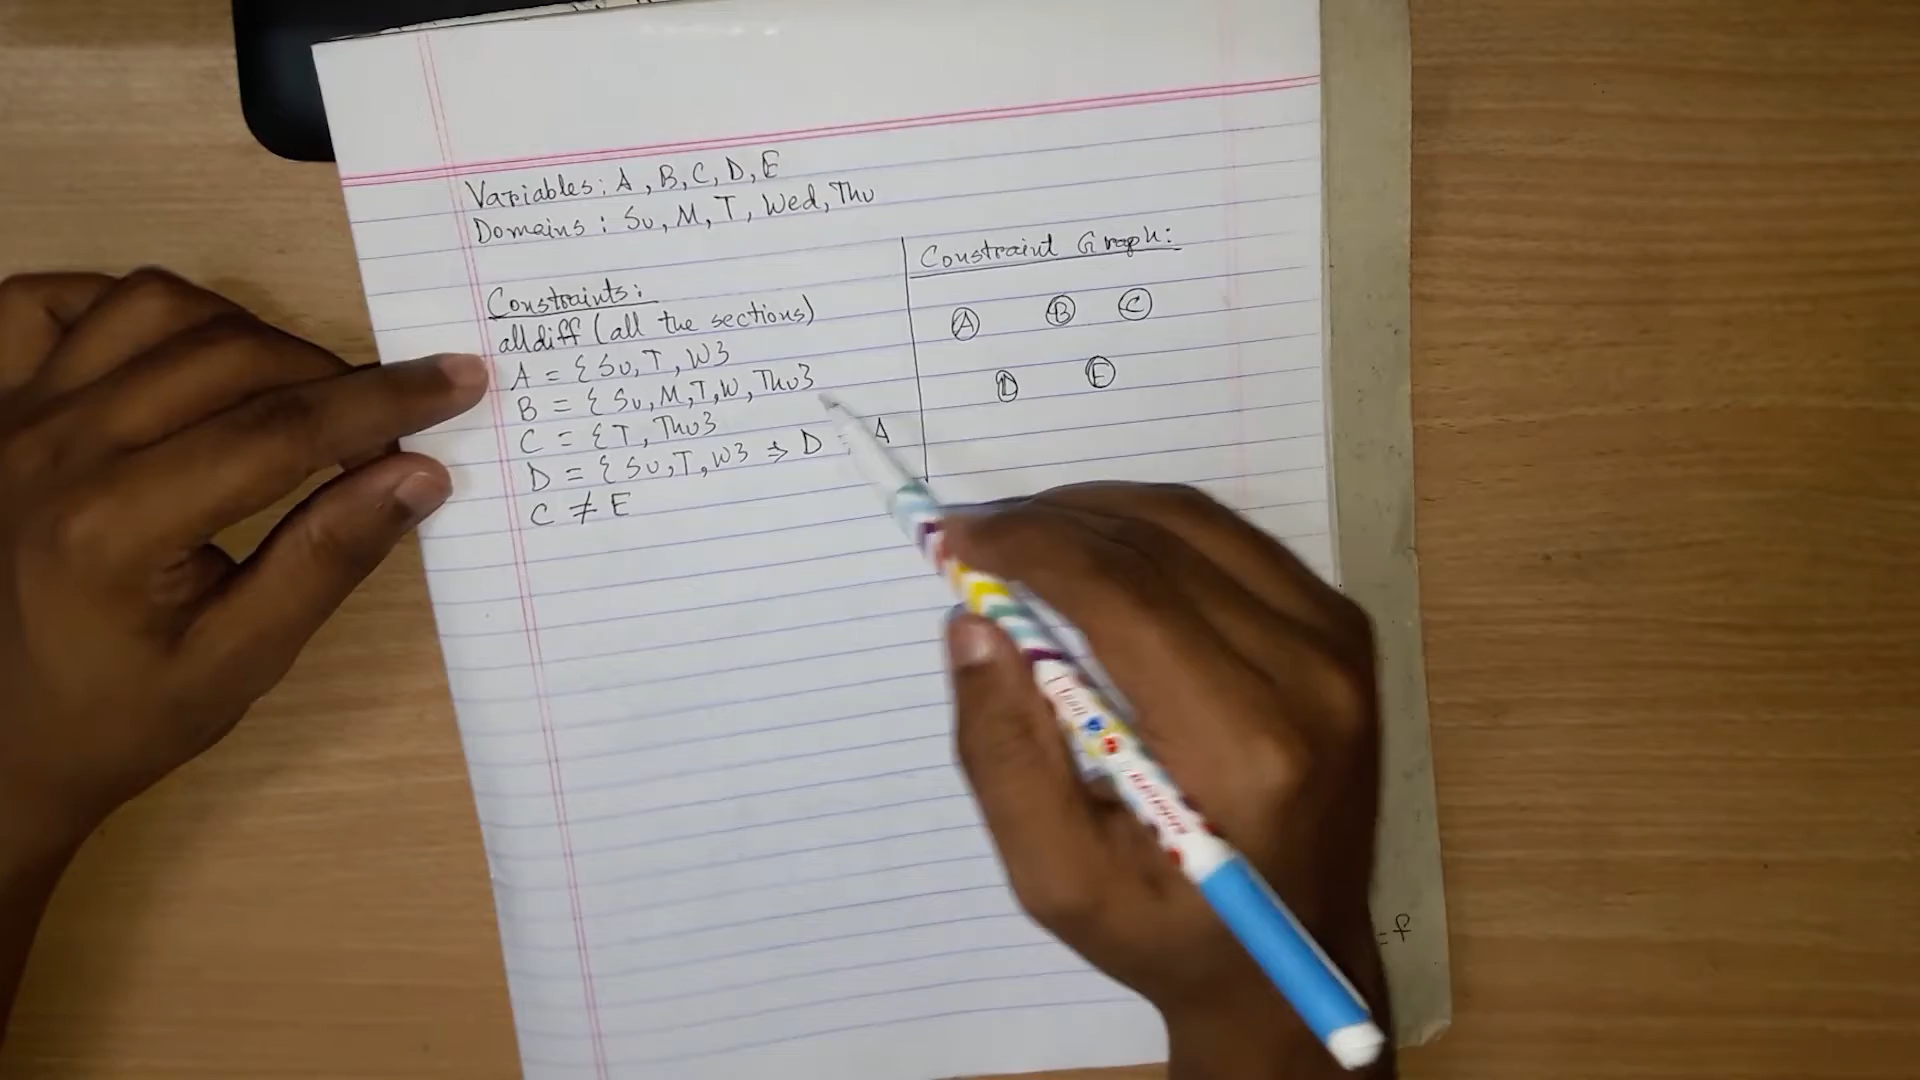 Variables: A, B, C, D, E
Domains: Su, M, T, Wed, Thu
Constraints:
alldiff (all the sections)
A = {Su, T, W}
B = {Su, M, T, W, Thu}
C = {T, Thu}
D = {Su, T, W} ⇒ D = A
C ≠ E
Constraint Graph:
A B C
D E
= f